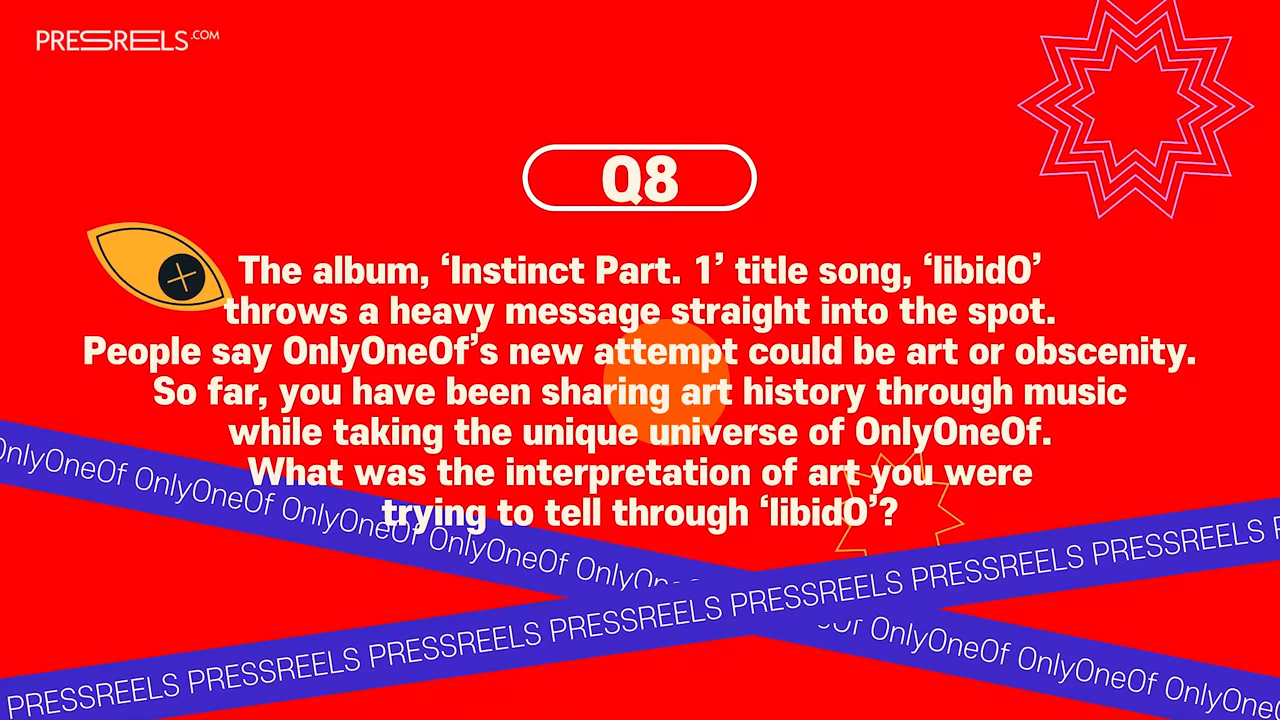 PRESSREELS.COM
Q8
The album, ‘Instinct Part. 1’ title song, ‘libidO’
throws a heavy message straight into the spot.
People say OnlyOneOf’s new attempt could be art or obscenity.
So far, you have been sharing art history through music
while taking the unique universe of OnlyOneOf.
What was the interpretation of art you were
trying to tell through ‘libidO’?
OnlyOneOf OnlyOneOf OnlyOneOf OnlyOneOf OnlyOneOf OnlyOneOf OnlyOneOf OnlyOneOf
PRESSREELS PRESSREELS PRESSREELS PRESSREELS PRESSREELS PRESSREELS PRESSREELS